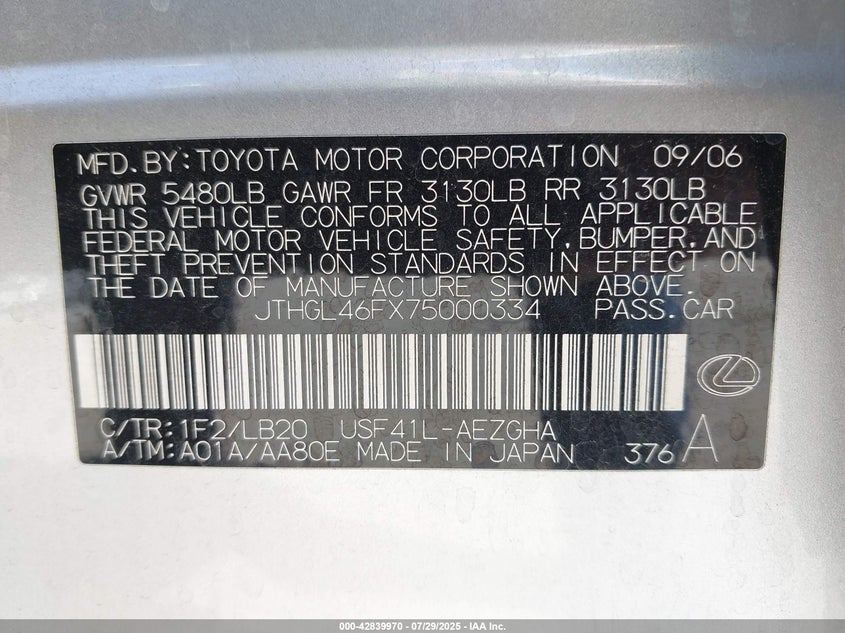 MFD.BY:TOYOTA MOTOR CORPORATION 09/06
GVWR 5480LB GAWR FR 3130LB RR 3130LB
THIS VEHICLE CONFORMS TO ALL APPLICABLE
FEDERAL MOTOR VEHICLE SAFETY,BUMPER,AND
THEFT PREVENTION STANDARDS IN EFFECT ON
THE DATE OF MANUFACTURE SHOWN ABOVE.
JTHGL46FX75000334 PASS.CAR
C/TR:1F2/LB20 USF41L-AEZGHA
A/TM:A01A/AA80E MADE IN JAPAN 376 A
000-42839970 - 07/29/2025 - IAA Inc.